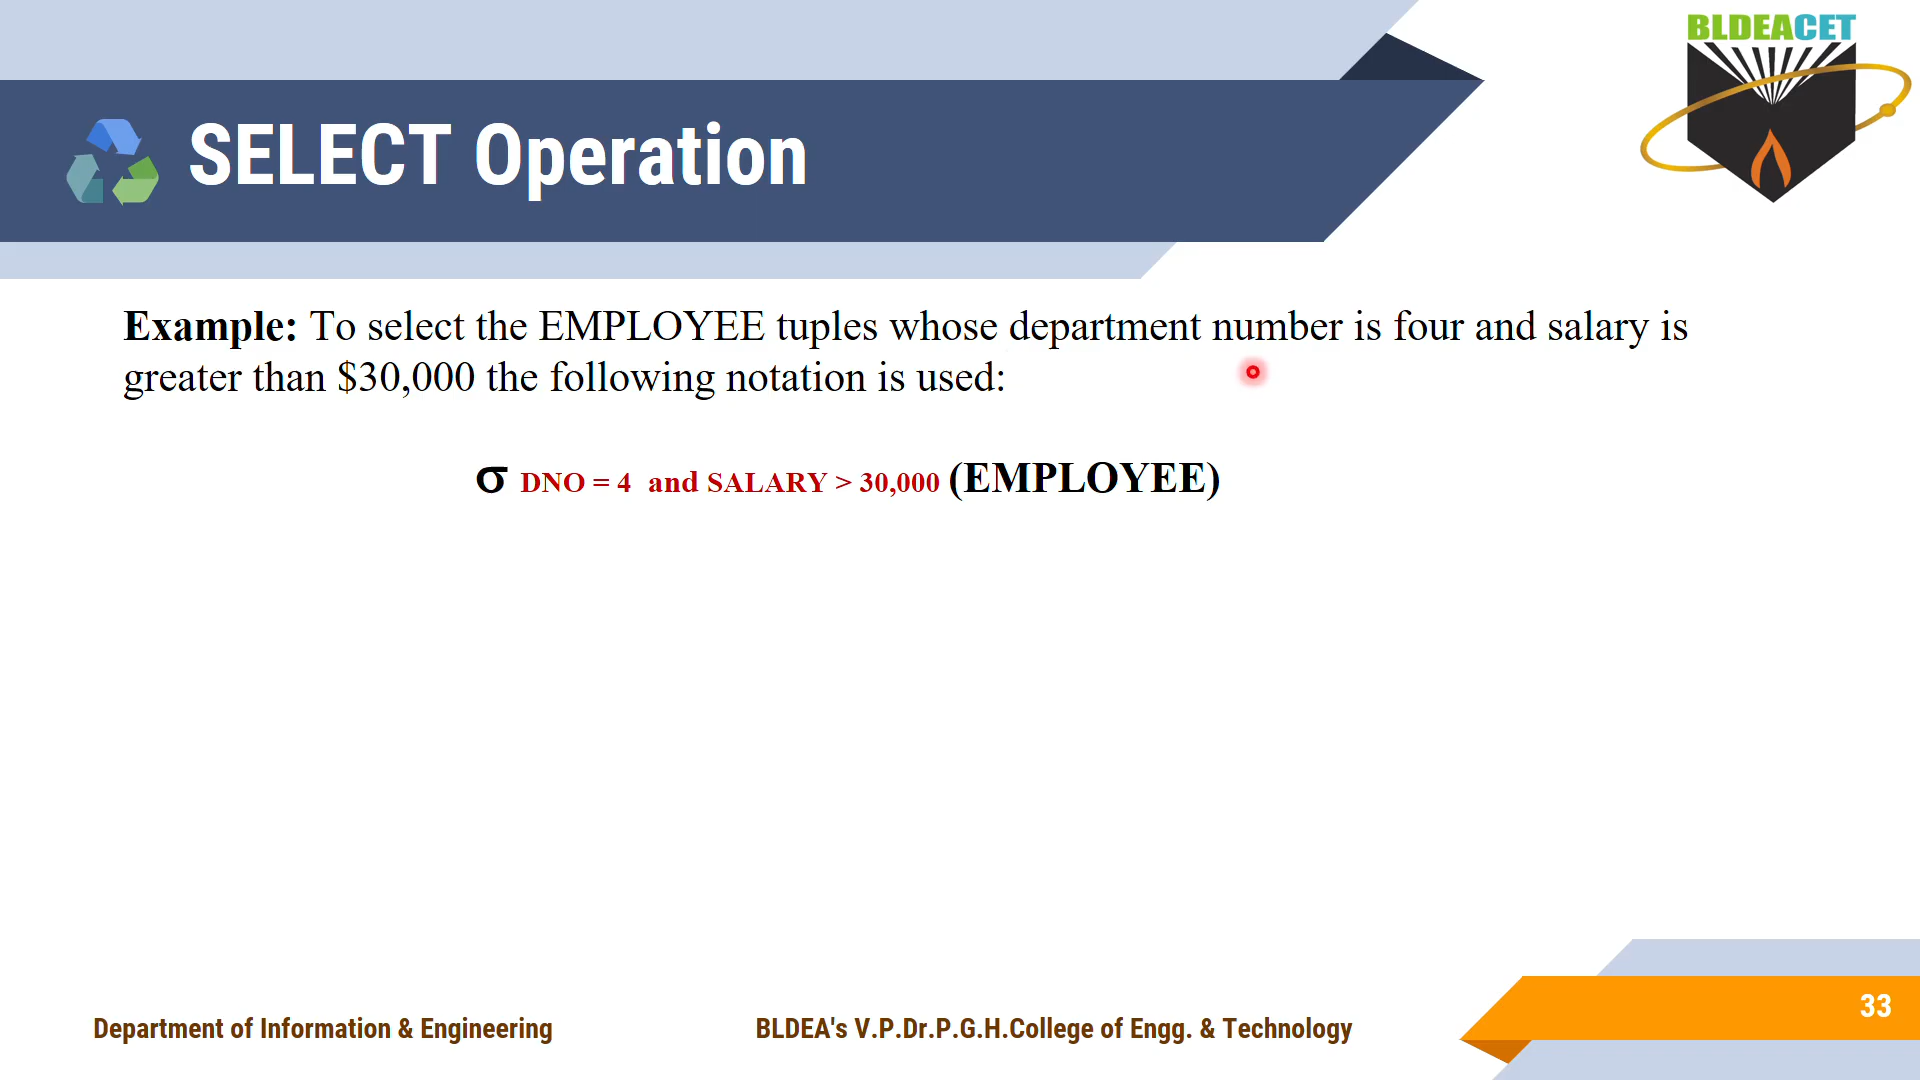 BLDEACET
SELECT Operation
Example: To select the EMPLOYEE tuples whose department number is four and salary is
greater than $30,000 the following notation is used:
σ DNO = 4 and SALARY > 30,000 (EMPLOYEE)
33
Department of Information & Engineering
BLDEA's V.P.Dr.P.G.H.College of Engg. & Technology